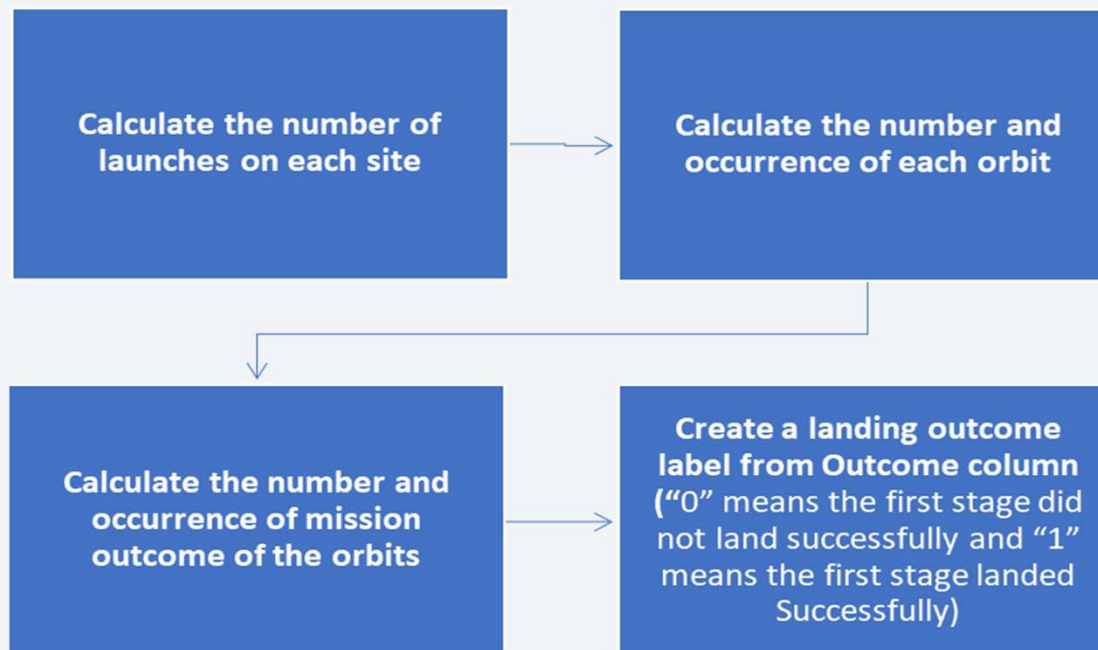 Calculate the number of
launches on each site
Calculate the number and
occurrence of each orbit
Calculate the number and
occurrence of mission
outcome of the orbits
Create a landing outcome
label from Outcome column
(“0” means the first stage did
not land successfully and “1”
means the first stage landed
Successfully)